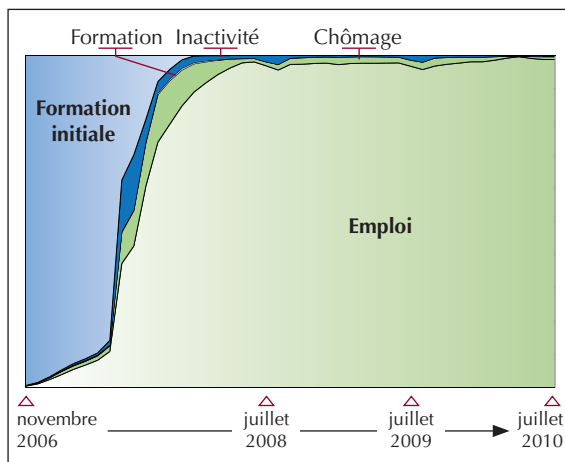 Formation Inactivité Chômage
Formation
initiale
Emploi
novembre
2006
juillet
2008
juillet
2009
juillet
2010